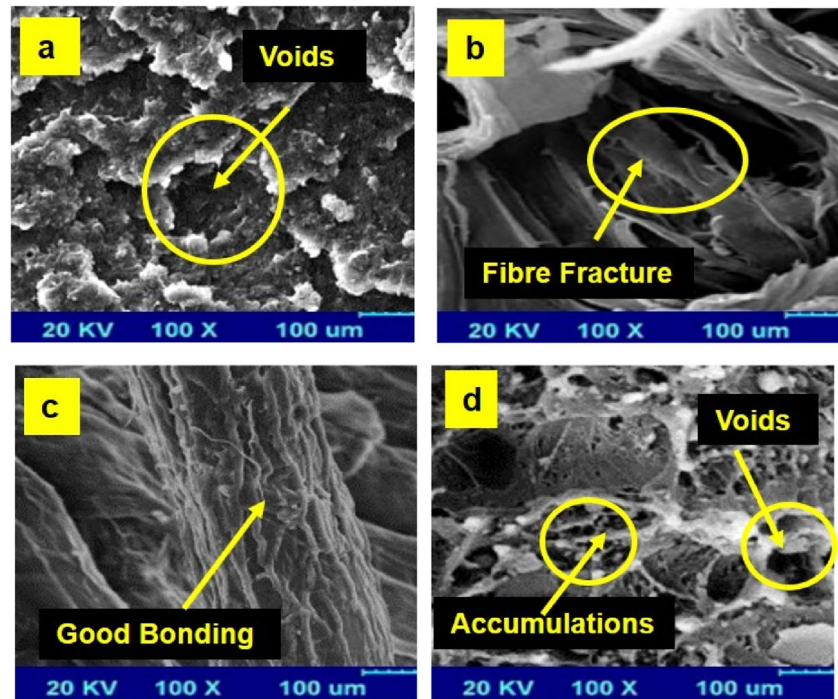 a
Voids
20 KV 100 X 100 um
b
Fibre Fracture
20 KV 100 X 100 um
c
Good Bonding
20 KV 100 X 100 um
d
Voids
Accumulations
20 KV 100 X 100 um